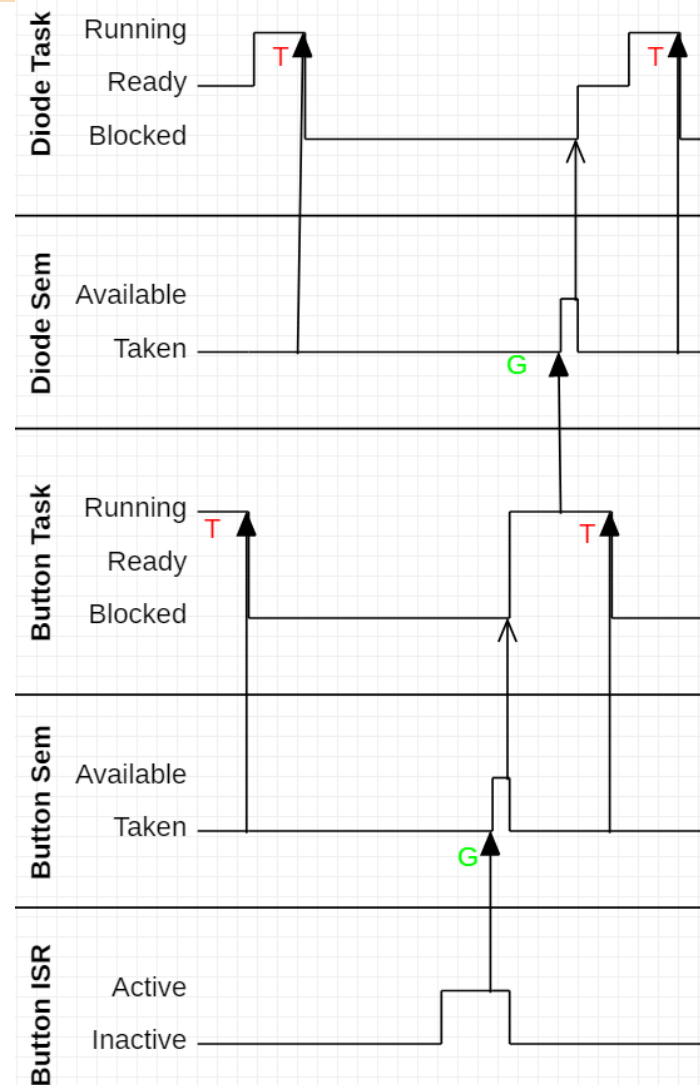 Diode Task
Running
T
T
Ready
Blocked
Diode Sem
Available
Taken
G
Button Task
Running
T
T
Ready
Blocked
Button Sem
Available
Taken
G
Button ISR
Active
Inactive